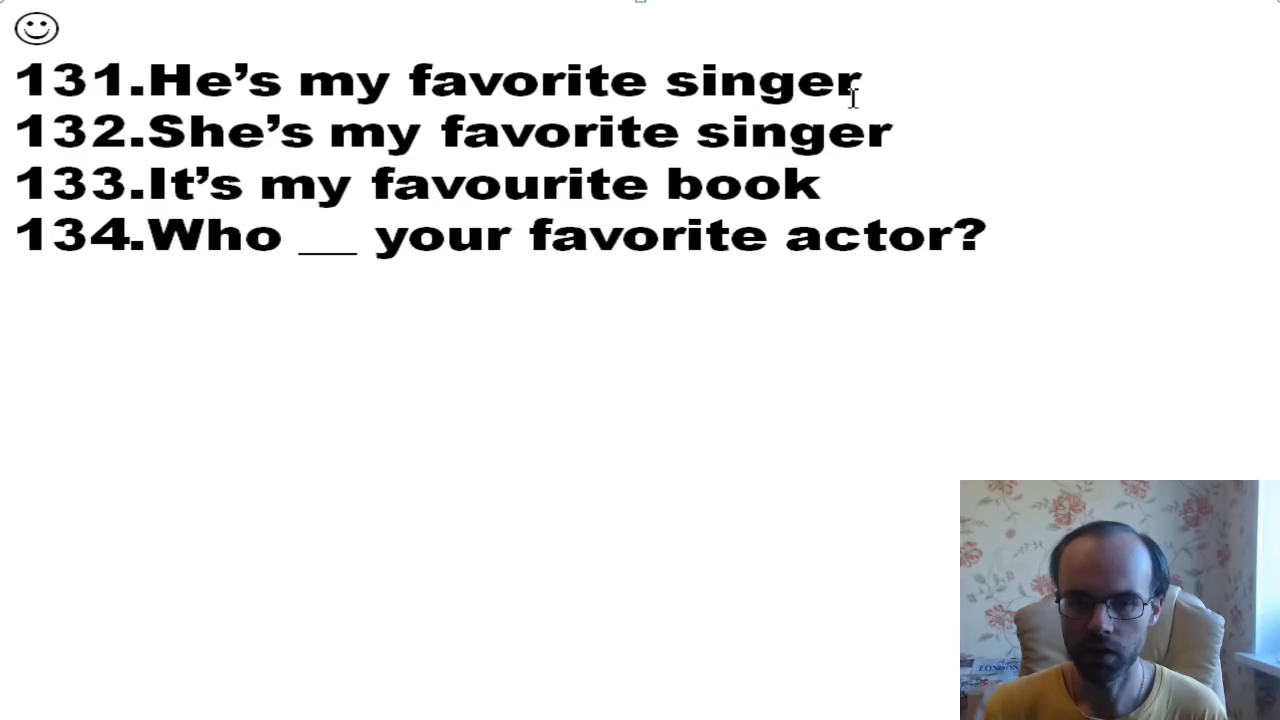 131.He’s my favorite singer
132.She’s my favorite singer
133.It’s my favourite book
134.Who __ your favorite actor?
LONDON